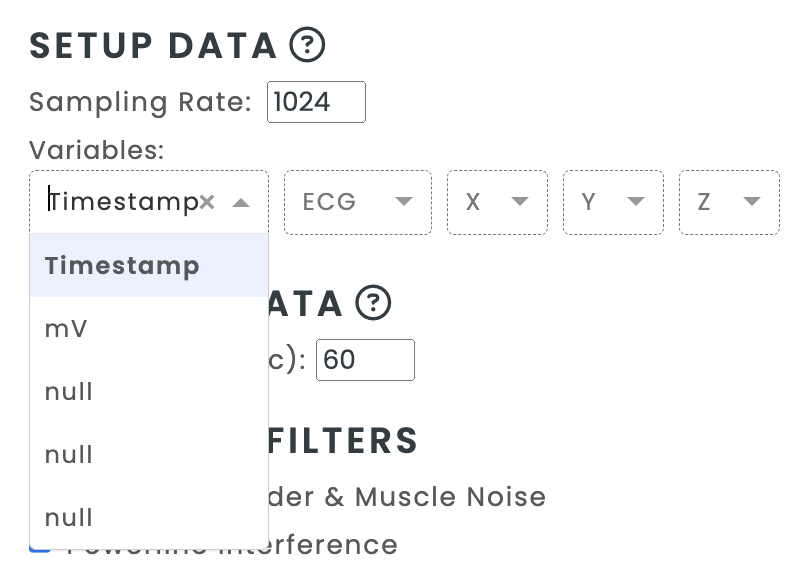 SETUP DATA ?
Sampling Rate: 1024
Variables:
Timestamp× ECG X Y Z
Timestamp
mV
null
null
null
ATA ?
c): 60
FILTERS
der & Muscle Noise
Powerline Interference